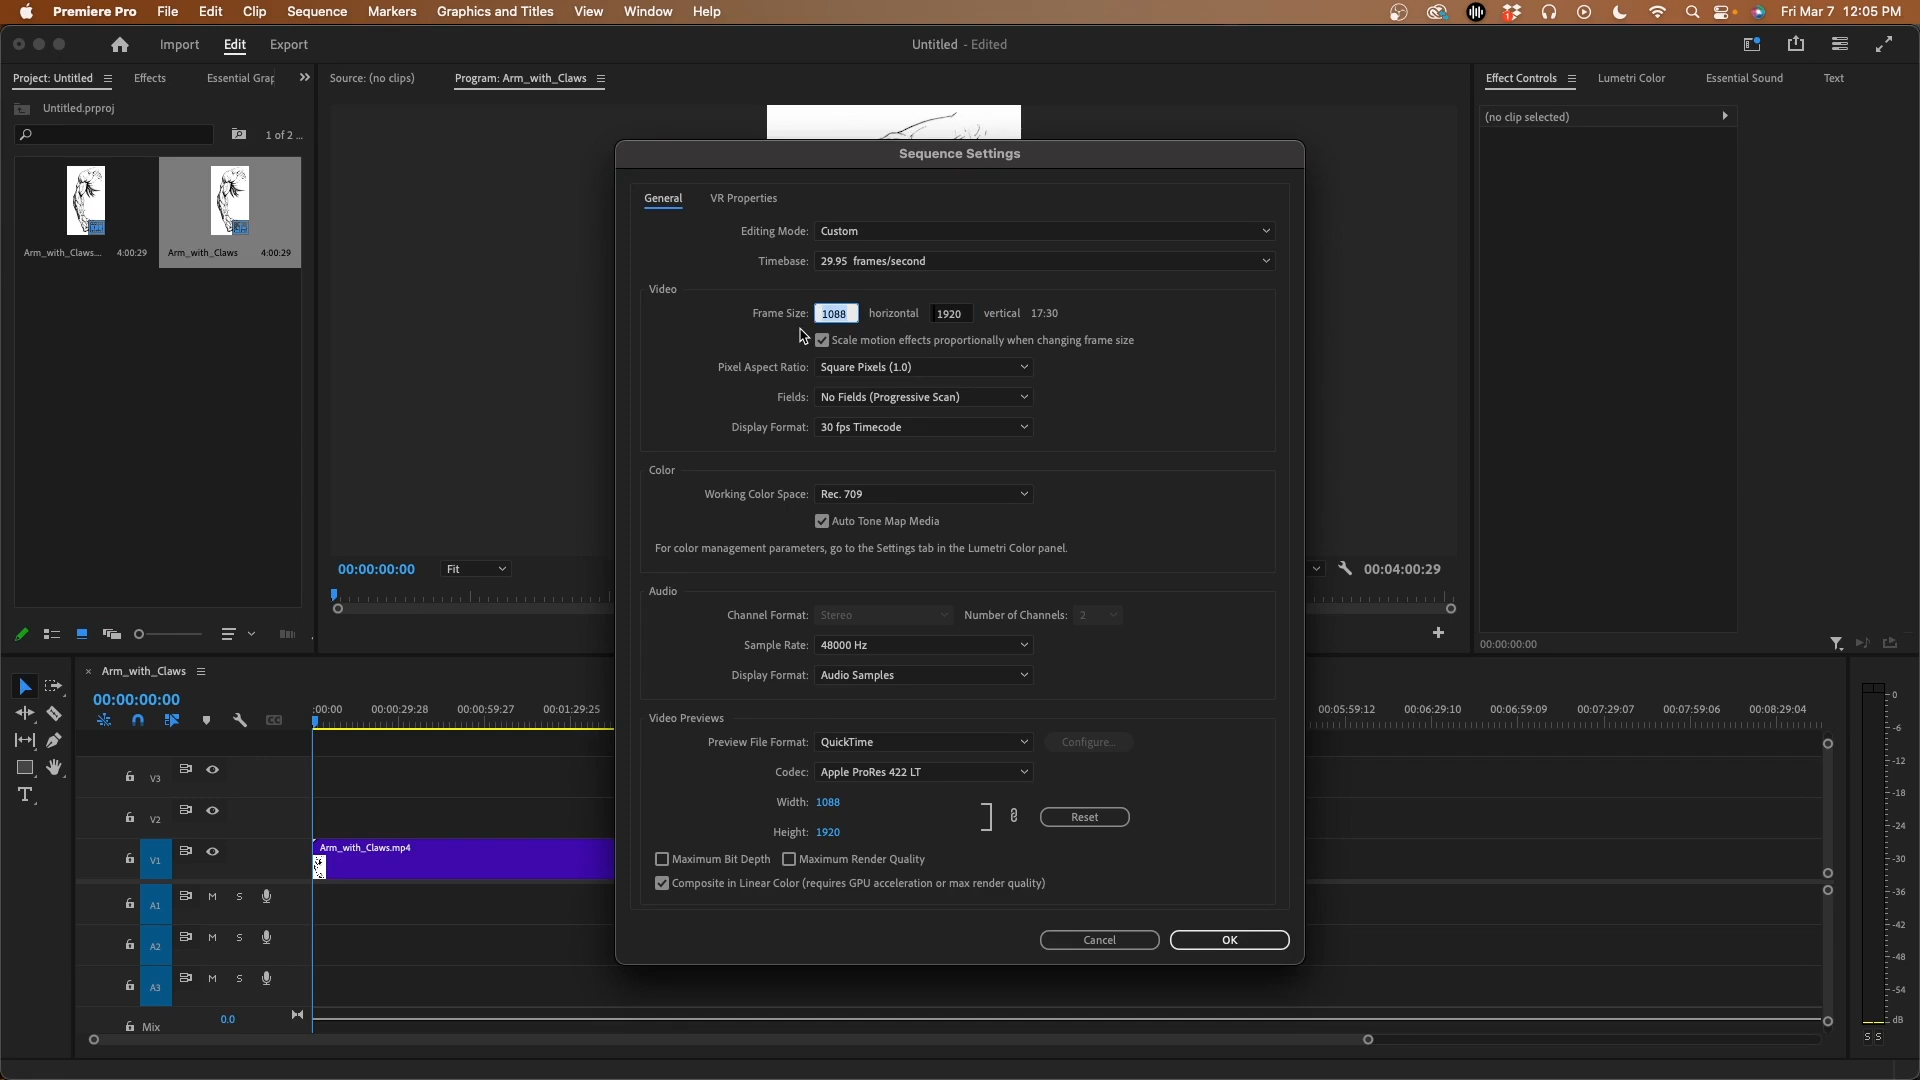 Premiere Pro File Edit Clip Sequence Markers Graphics and Titles View Window Help Fri Mar 7 12:05 PM
Import Edit Export Untitled - Edited
Project: Untitled Effects Essential Grap Source: (no clips) Program: Arm_with_Claws Effect Controls Lumetri Color Essential Sound Text
Untitled.prproj
(no clip selected)
1 of 2 ...
Arm_with_Claws... 4:00:29 Arm_with_Claws 4:00:29
Sequence Settings
General VR Properties
Editing Mode: Custom
Timebase: 29.95 frames/second
Video
Frame Size: 1088 horizontal 1920 vertical 17:30
Scale motion effects proportionally when changing frame size
Pixel Aspect Ratio: Square Pixels (1.0)
Fields: No Fields (Progressive Scan)
Display Format: 30 fps Timecode
Color
Working Color Space: Rec. 709
Auto Tone Map Media
For color management parameters, go to the Settings tab in the Lumetri Color panel.
Audio
Channel Format: Stereo Number of Channels: 2
Sample Rate: 48000 Hz
Display Format: Audio Samples
Video Previews
Preview File Format: QuickTime Configure...
Codec: Apple ProRes 422 LT
Width: 1088
Height: 1920
Reset
Maximum Bit Depth Maximum Render Quality
Composite in Linear Color (requires GPU acceleration or max render quality)
Cancel OK
00:00:00:00 Fit 00:04:00:29
00:00:00:00
Arm_with_Claws
00:00:00:00
:00:00 00:00:29:28 00:00:59:27 00:01:29:25 00:05:59:12 00:06:29:10 00:06:59:09 00:07:29:07 00:07:59:06 00:08:29:04
V3
V2
V1 Arm_with_Claws.mp4
A1 M S
A2 M S
A3 M S
Mix 0.0
0
-6
-12
-18
-24
-30
-36
-42
-48
-54
dB
S S